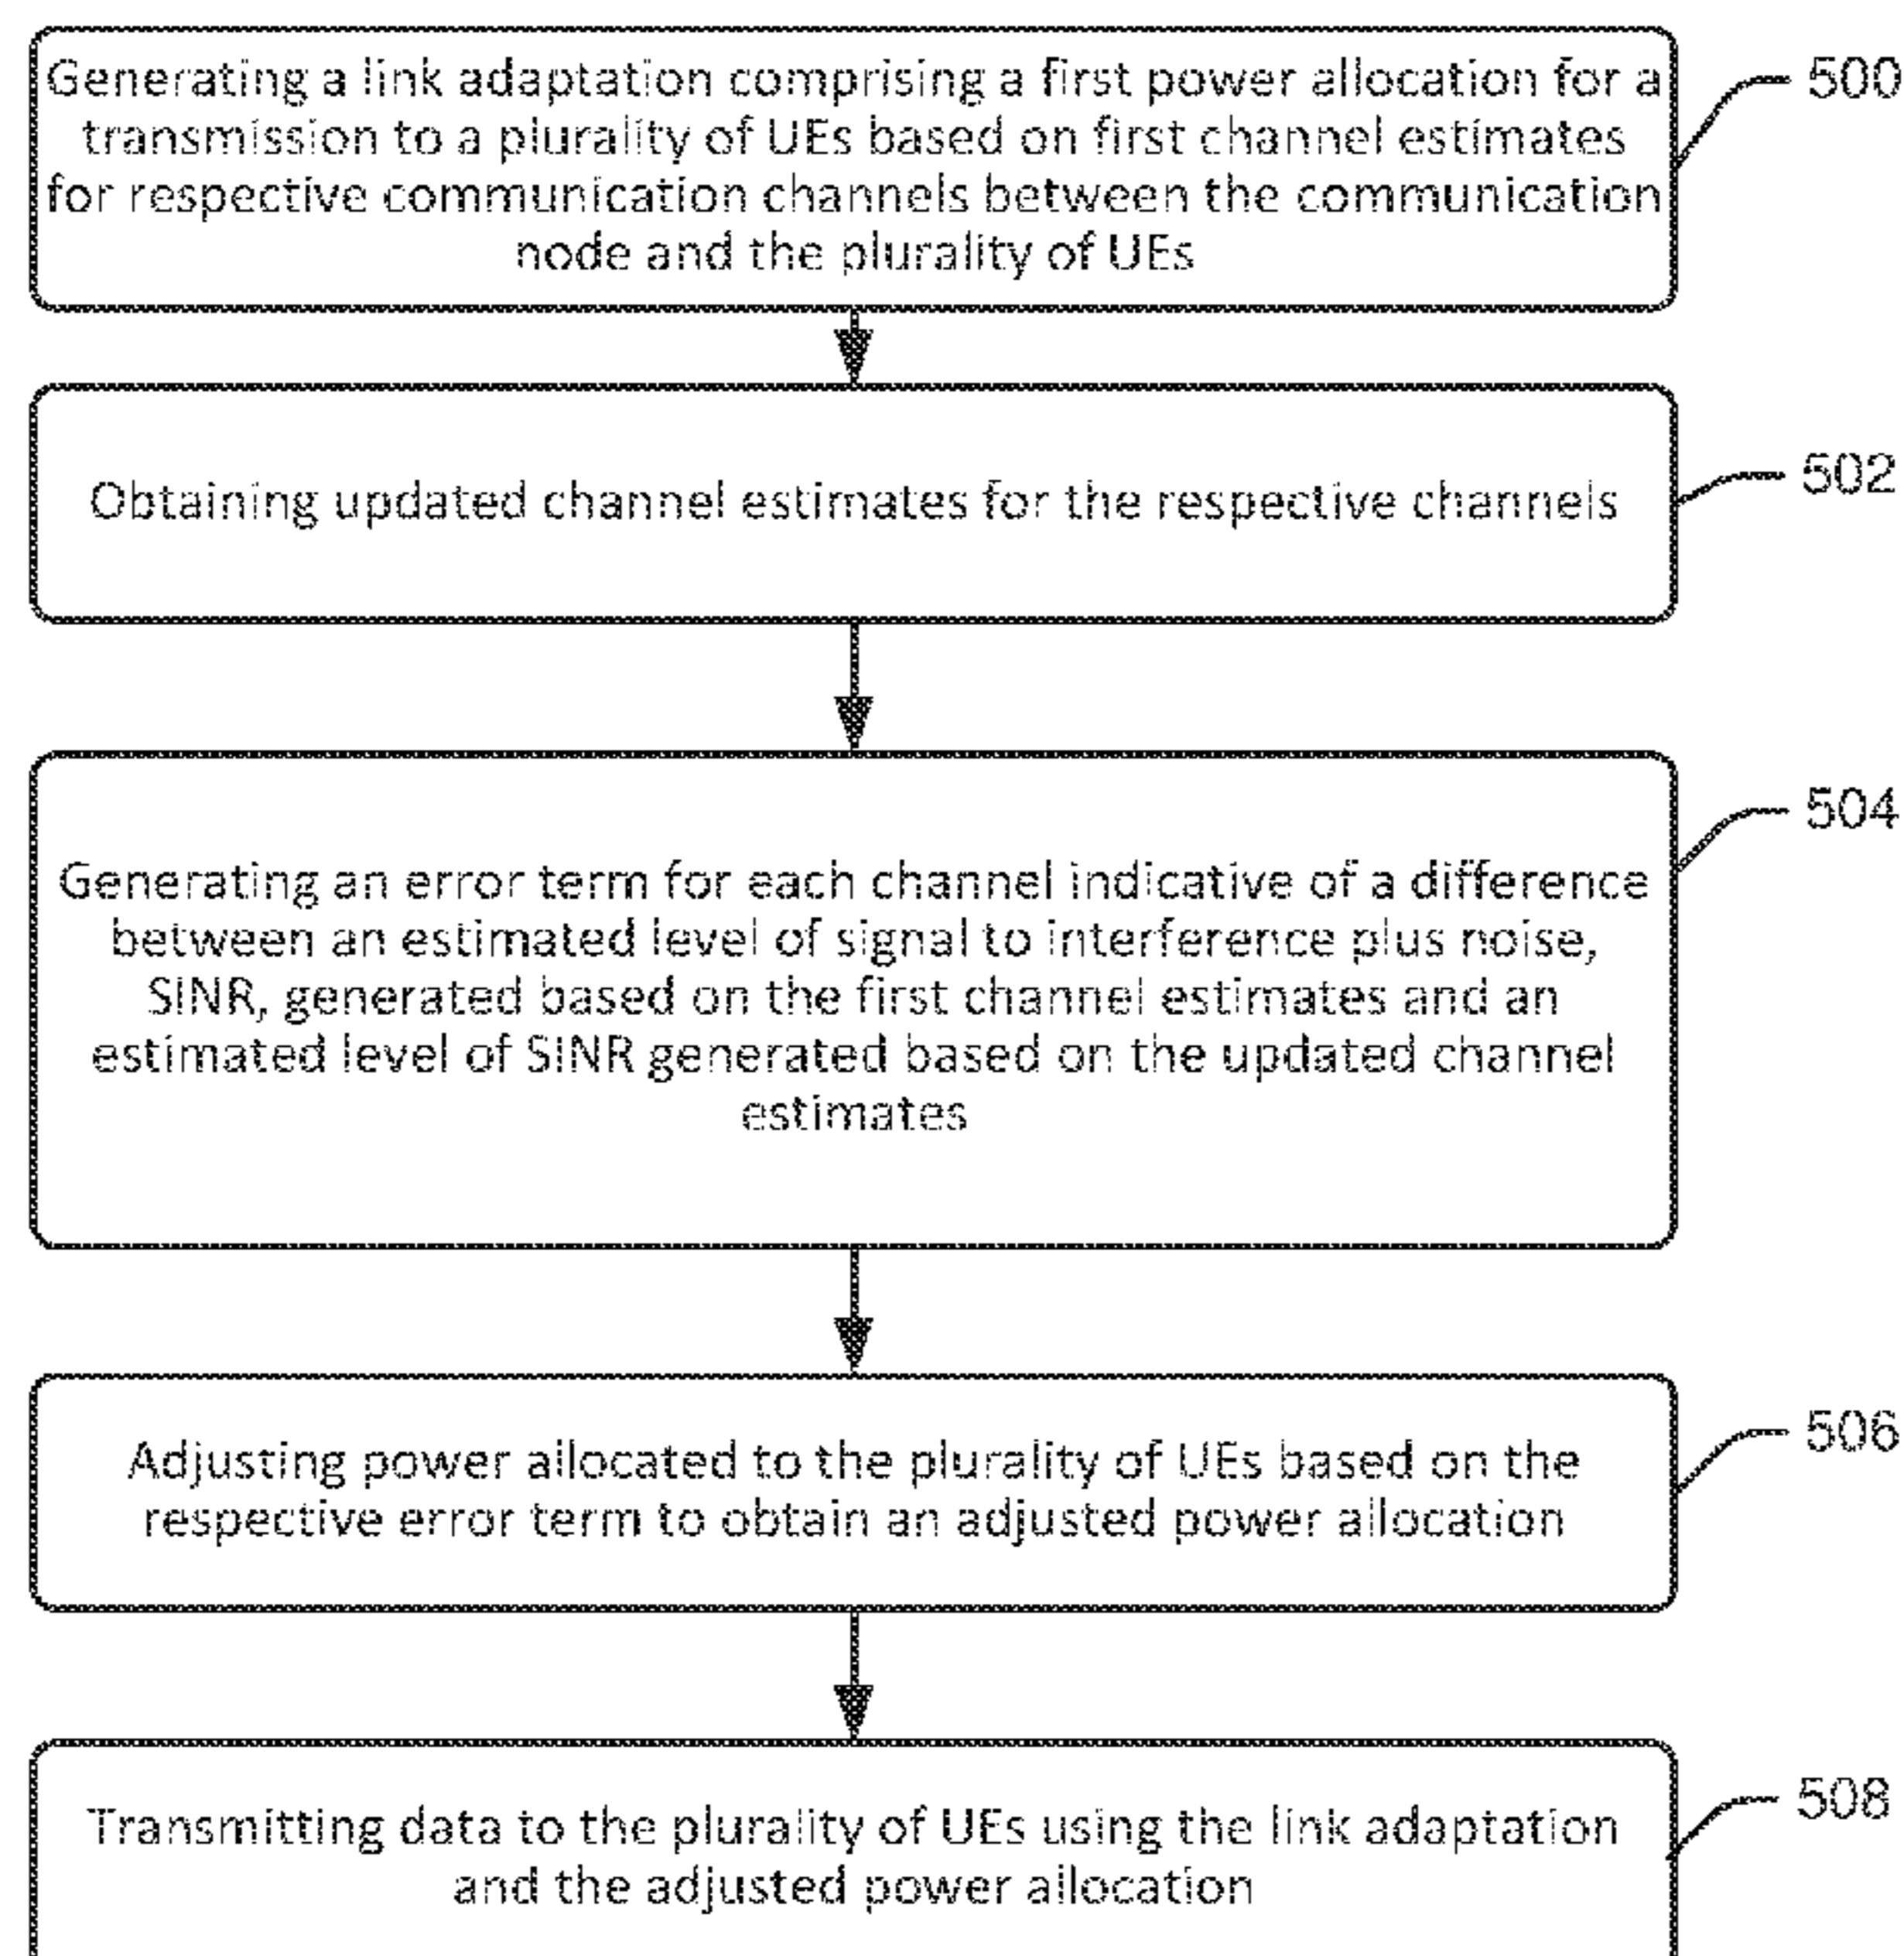 Generating a link adaptation comprising a first power allocation for a
transmission to a plurality of UEs based on first channel estimates
for respective communication channels between the communication
node and the plurality of UEs
500
Obtaining updated channel estimates for the respective channels
502
Generating an error term for each channel indicative of a difference
between an estimated level of signal to interference plus noise,
SINR, generated based on the first channel estimates and an
estimated level of SINR generated based on the updated channel
estimates
504
Adjusting power allocated to the plurality of UEs based on the
respective error term to obtain an adjusted power allocation
506
Transmitting data to the plurality of UEs using the link adaptation
and the adjusted power allocation
508